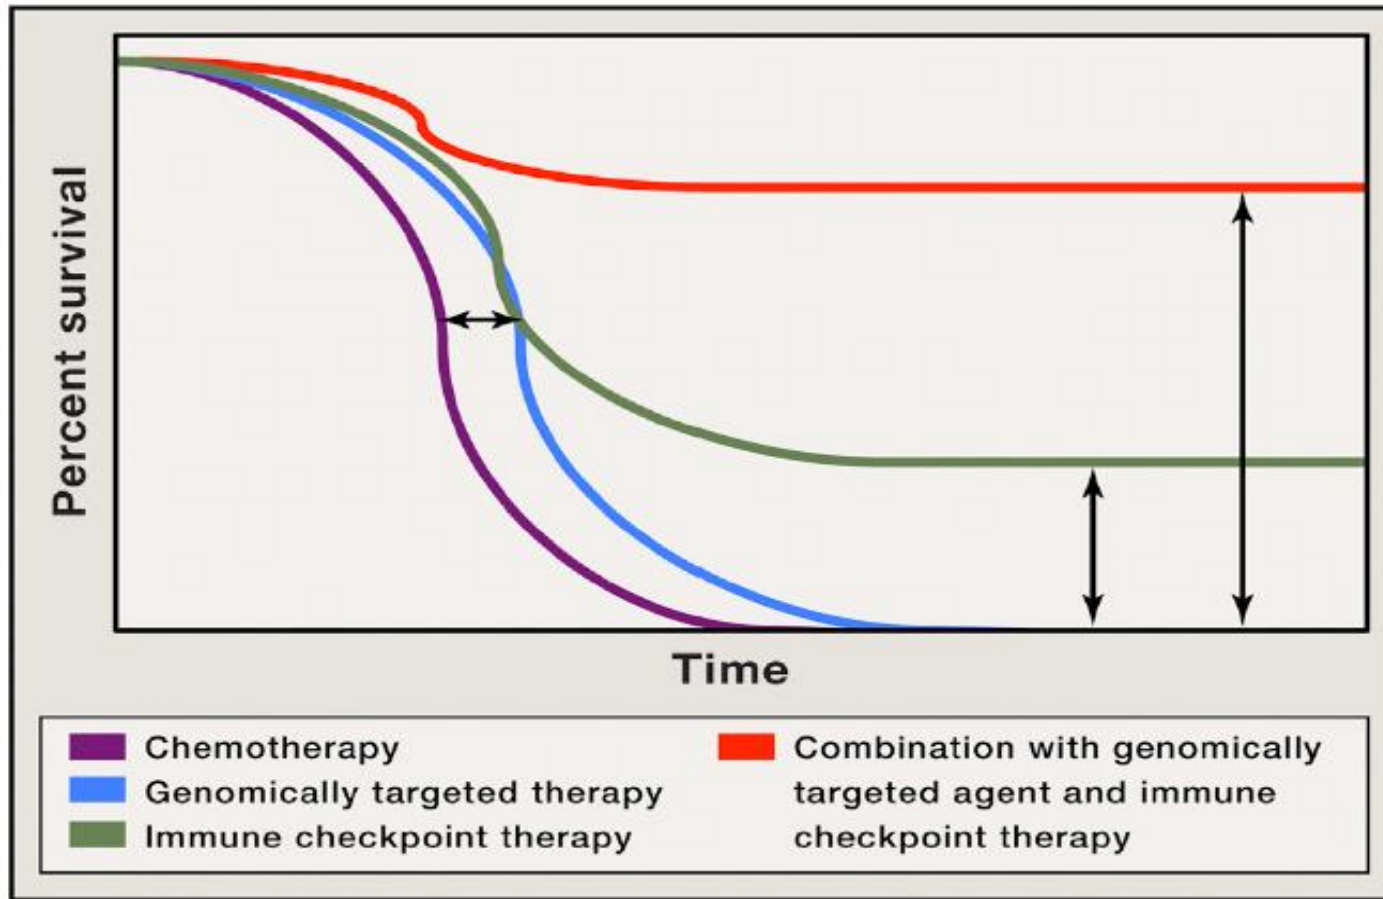 Percent survival
Time
Chemotherapy
Genomically targeted therapy
Immune checkpoint therapy
Combination with genomically
targeted agent and immune
checkpoint therapy